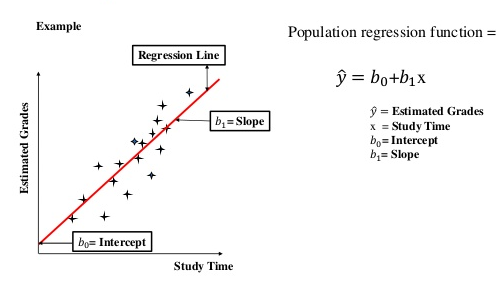 Example
Population regression function =
Regression Line
ŷ = b₀+b₁x
b₁= Slope
ŷ = Estimated Grades
x = Study Time
b₀= Intercept
b₁= Slope
Estimated Grades
b₀= Intercept
Study Time